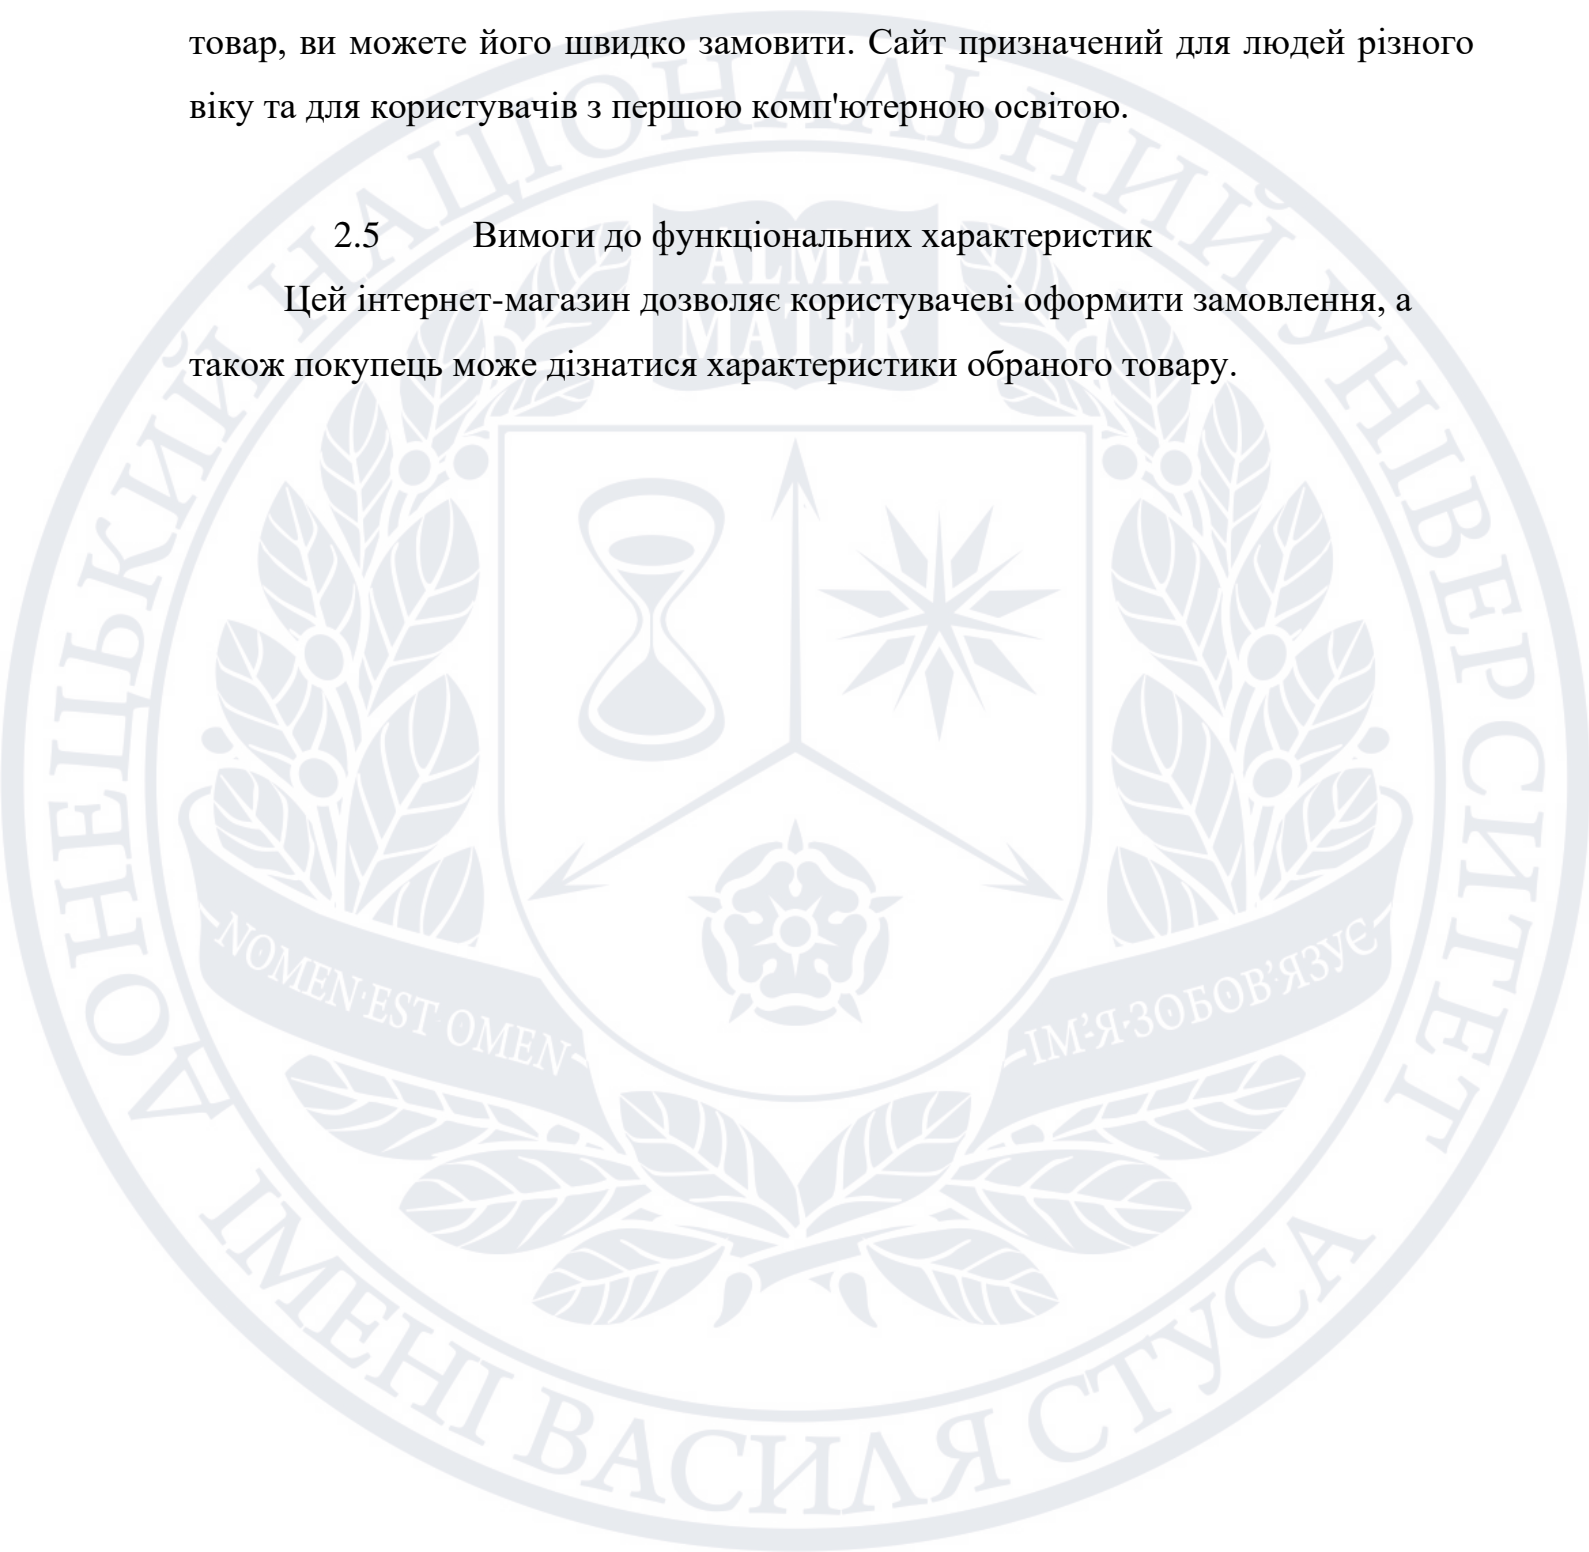 товар, ви можете його швидко замовити. Сайт призначений для людей різного
віку та для користувачів з першою комп'ютерною освітою.
2.5 Вимоги до функціональних характеристик
Цей інтернет-магазин дозволяє користувачеві оформити замовлення, а
також покупець може дізнатися характеристики обраного товару.
ДОНЕЦЬКИЙ НАЦІОНАЛЬНИЙ УНІВЕРСИТЕТ
ІМЕНІ ВАСИЛЯ СТУСА
ALMA
MATER
NOMEN·EST·OMEN
ІМ'Я·ЗОБОВ'ЯЗУЄ